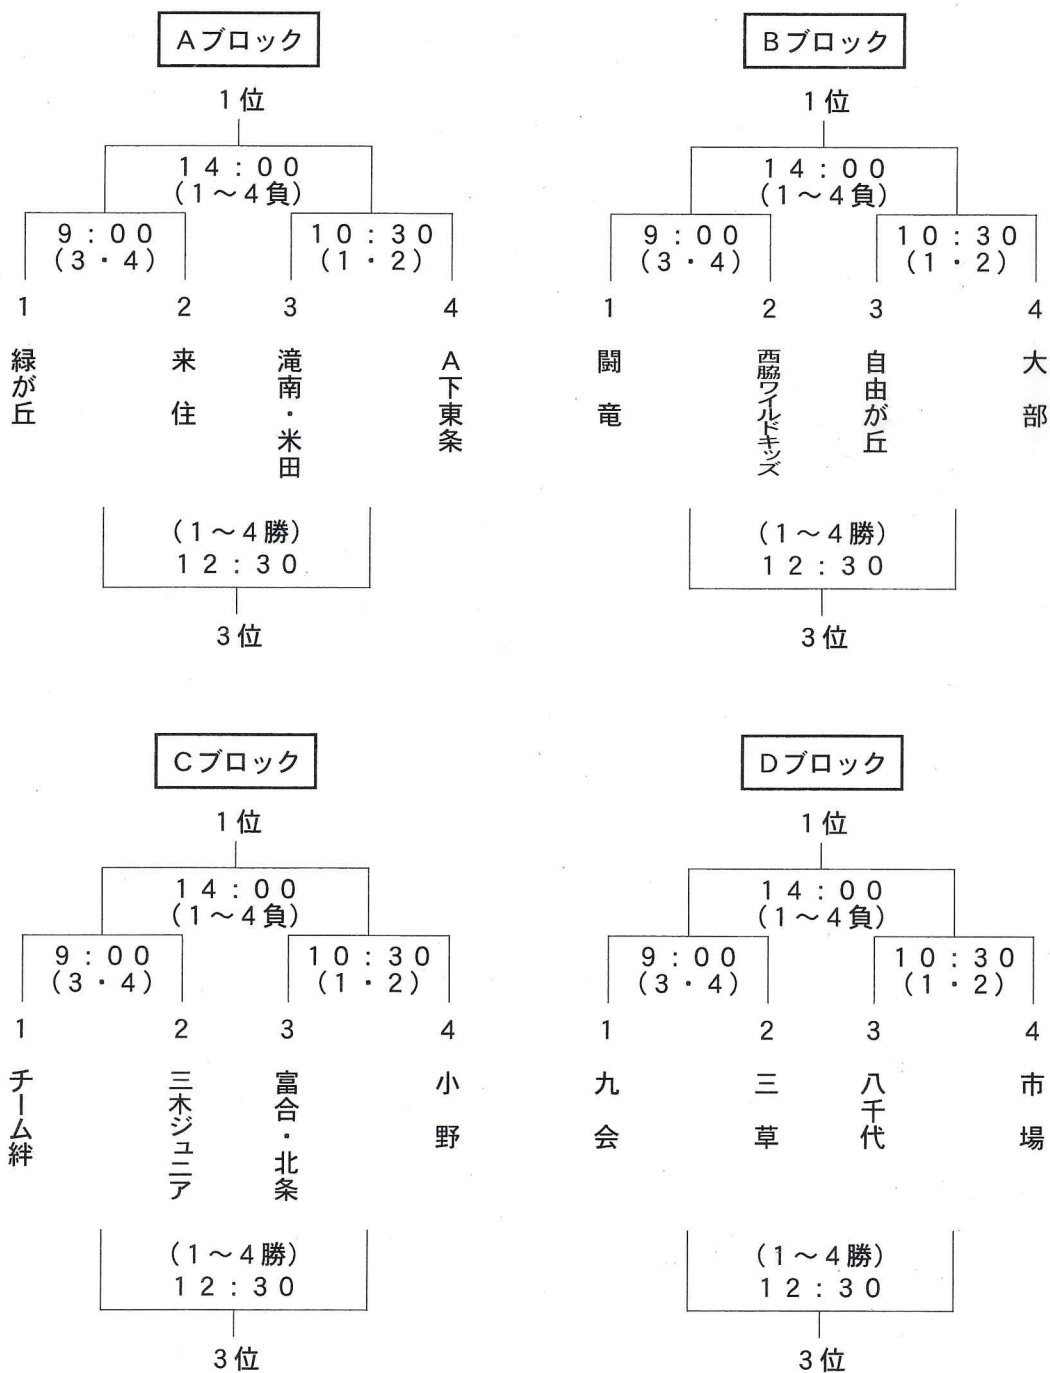 Aブロック
1位
14:00
(1~4負)
9:00
(3・4)
10:30
(1・2)
1
2
3
4
緑が丘
来住
滝南・米田
A下東条
(1~4勝)
12:30
3位
Bブロック
1位
14:00
(1~4負)
9:00
(3・4)
10:30
(1・2)
1
2
3
4
闘竜
西脇ワイルドキッズ
自由が丘
大部
(1~4勝)
12:30
3位
Cブロック
1位
14:00
(1~4負)
9:00
(3・4)
10:30
(1・2)
1
2
3
4
チーム絆
三木ジュニア
富合・北条
小野
(1~4勝)
12:30
3位
Dブロック
1位
14:00
(1~4負)
9:00
(3・4)
10:30
(1・2)
1
2
3
4
九会
三草
八千代
市場
(1~4勝)
12:30
3位